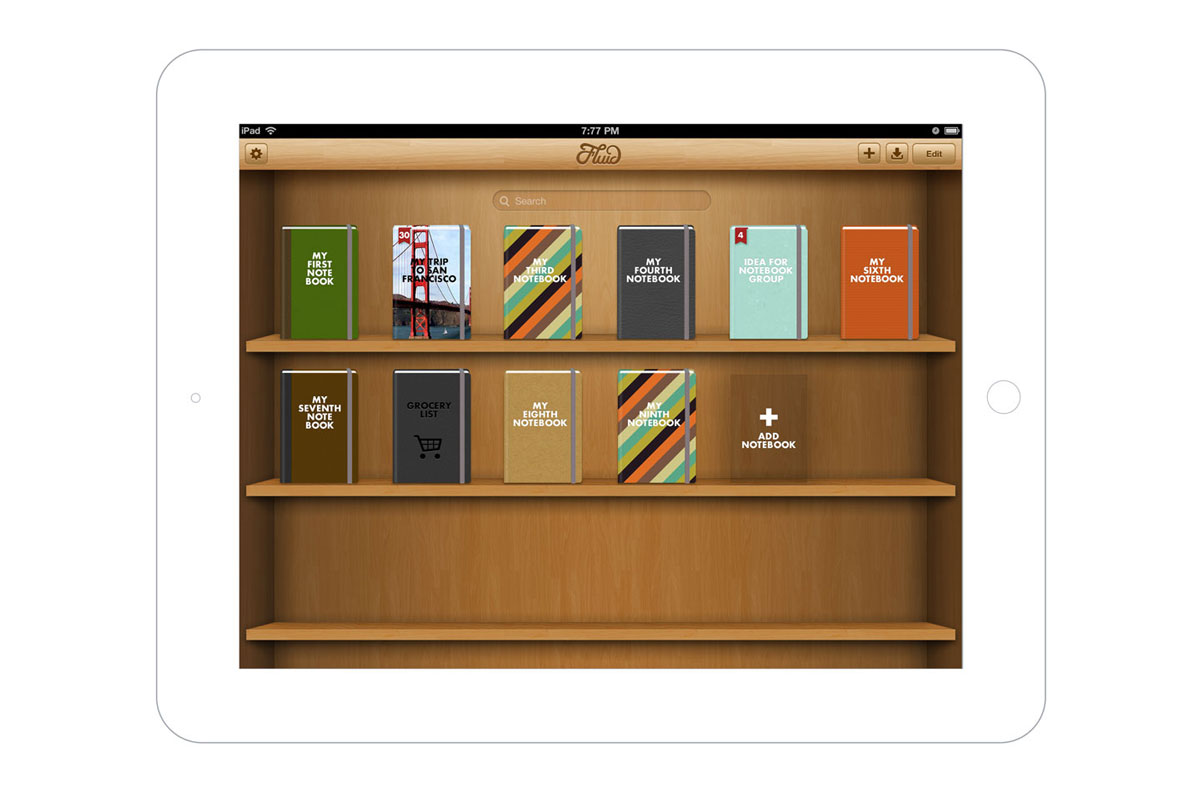 iPad
7:77 PM
Fluid
Edit
Search
MY
FIRST
NOTE
BOOK
30
MY TRIP
TO SAN
FRANCISCO
MY
THIRD
NOTEBOOK
MY
FOURTH
NOTEBOOK
4
IDEA FOR
NOTEBOOK
GROUP
MY
SIXTH
NOTEBOOK
MY
SEVENTH
NOTE
BOOK
GROCERY
LIST
MY
EIGHTH
NOTEBOOK
MY
NINTH
NOTEBOOK
ADD
NOTEBOOK